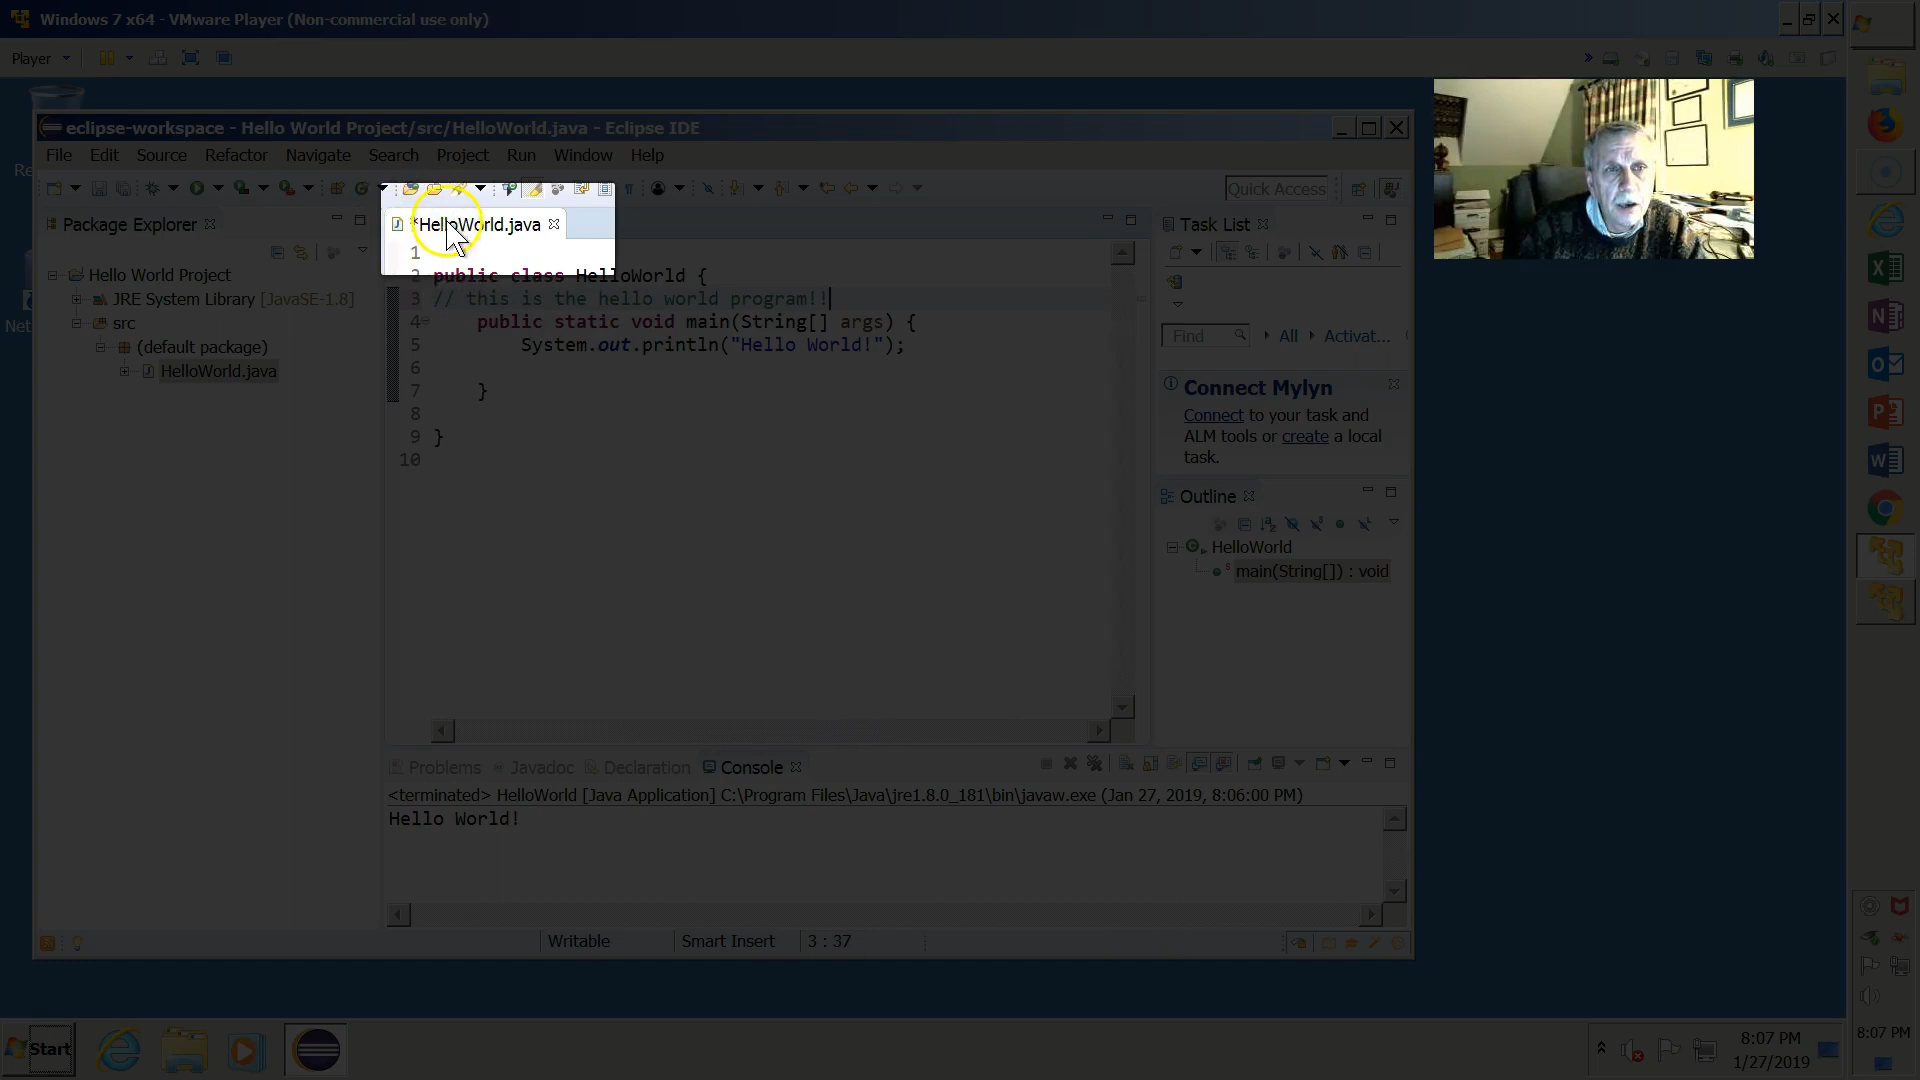 Windows 7 x64 - VMware Player (Non-commercial use only)
Player
eclipse-workspace - Hello World Project/src/HelloWorld.java - Eclipse IDE
File Edit Source Refactor Navigate Search Project Run Window Help
Quick Access
Package Explorer
Hello World Project
JRE System Library [JavaSE-1.8]
src
(default package)
HelloWorld.java
*HelloWorld.java
1
2 public class HelloWorld {
3 // this is the hello world program!!
4 public static void main(String[] args) {
5 System.out.println("Hello World!");
6
7 }
8
9 }
10
Task List
Find All Activat...
Connect Mylyn
Connect to your task and
ALM tools or create a local
task.
Outline
HelloWorld
main(String[]) : void
Problems Javadoc Declaration Console
<terminated> HelloWorld [Java Application] C:\Program Files\Java\jre1.8.0_181\bin\javaw.exe (Jan 27, 2019, 8:06:00 PM)
Hello World!
Writable Smart Insert 3 : 37
Start
8:07 PM
1/27/2019
8:07 PM